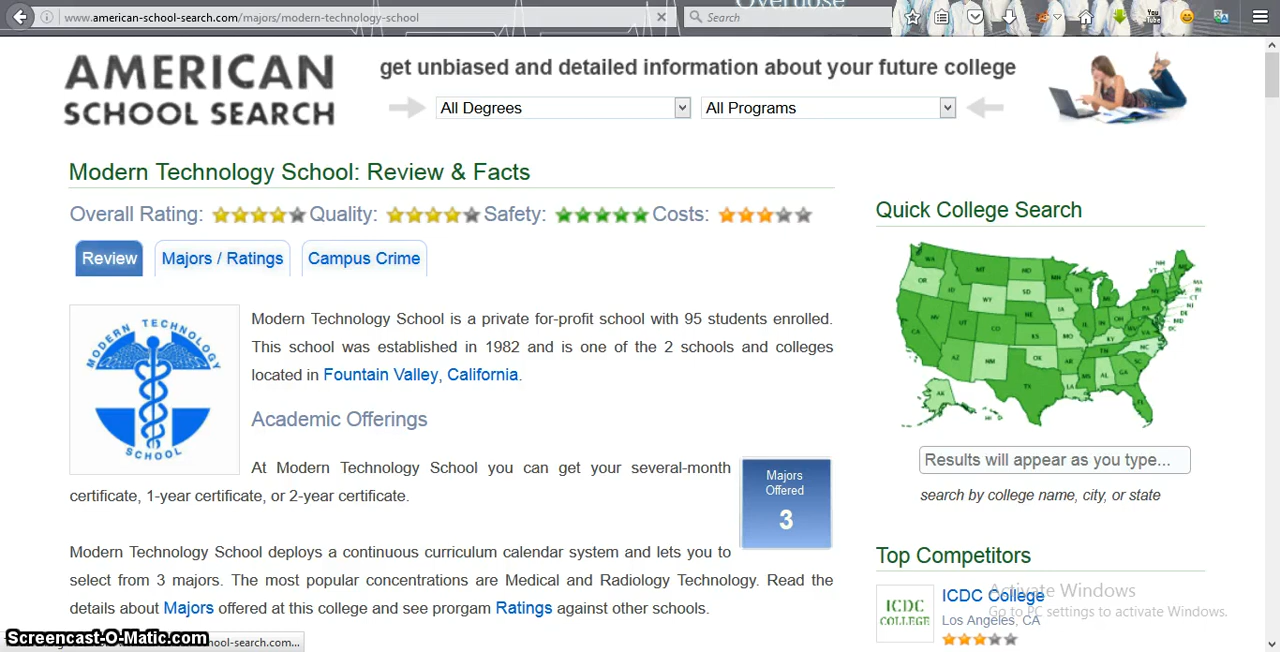 www.american-school-search.com/majors/modern-technology-school
Search
Overdose
AMERICAN
SCHOOL SEARCH
get unbiased and detailed information about your future college
All Degrees
All Programs
Modern Technology School: Review & Facts
Overall Rating: Quality: Safety: Costs:
Review
Majors / Ratings
Campus Crime
MODERN TECHNOLOGY
SCHOOL
Modern Technology School is a private for-profit school with 95 students enrolled.
This school was established in 1982 and is one of the 2 schools and colleges
located in Fountain Valley, California.
Academic Offerings
At Modern Technology School you can get your several-month
certificate, 1-year certificate, or 2-year certificate.
Majors
Offered
3
Modern Technology School deploys a continuous curriculum calendar system and lets you to
select from 3 majors. The most popular concentrations are Medical and Radiology Technology. Read the
details about Majors offered at this college and see prorgam Ratings against other schools.
Quick College Search
Results will appear as you type...
search by college name, city, or state
Top Competitors
ICDC
COLLEGE
ICDC College
Los Angeles, CA
Activate Windows
Go to PC settings to activate Windows.
Screencast-O-Matic.com
school-search.com...